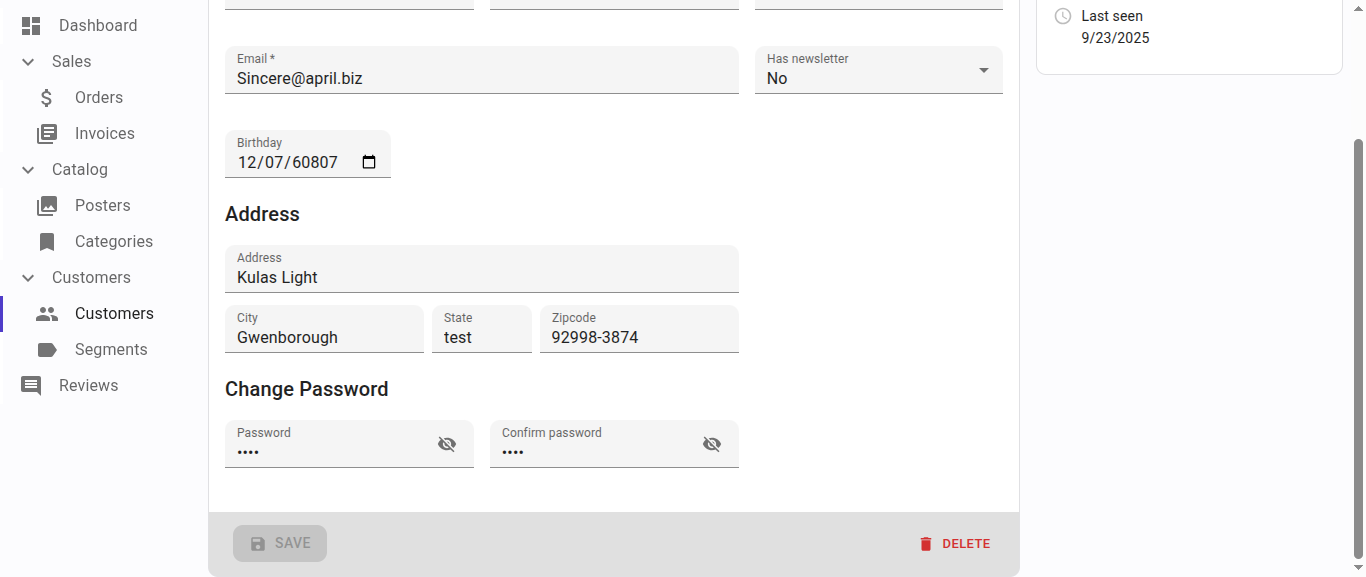 Dashboard
Sales
Orders
Invoices
Catalog
Posters
Categories
Customers
Customers
Segments
Reviews
Email *
Sincere@april.biz
Has newsletter
No
Birthday
12/07/60807
Address
Address
Kulas Light
City
Gwenborough
State
test
Zipcode
92998-3874
Change Password
Password
••••
Confirm password
••••
SAVE
DELETE
Last seen
9/23/2025